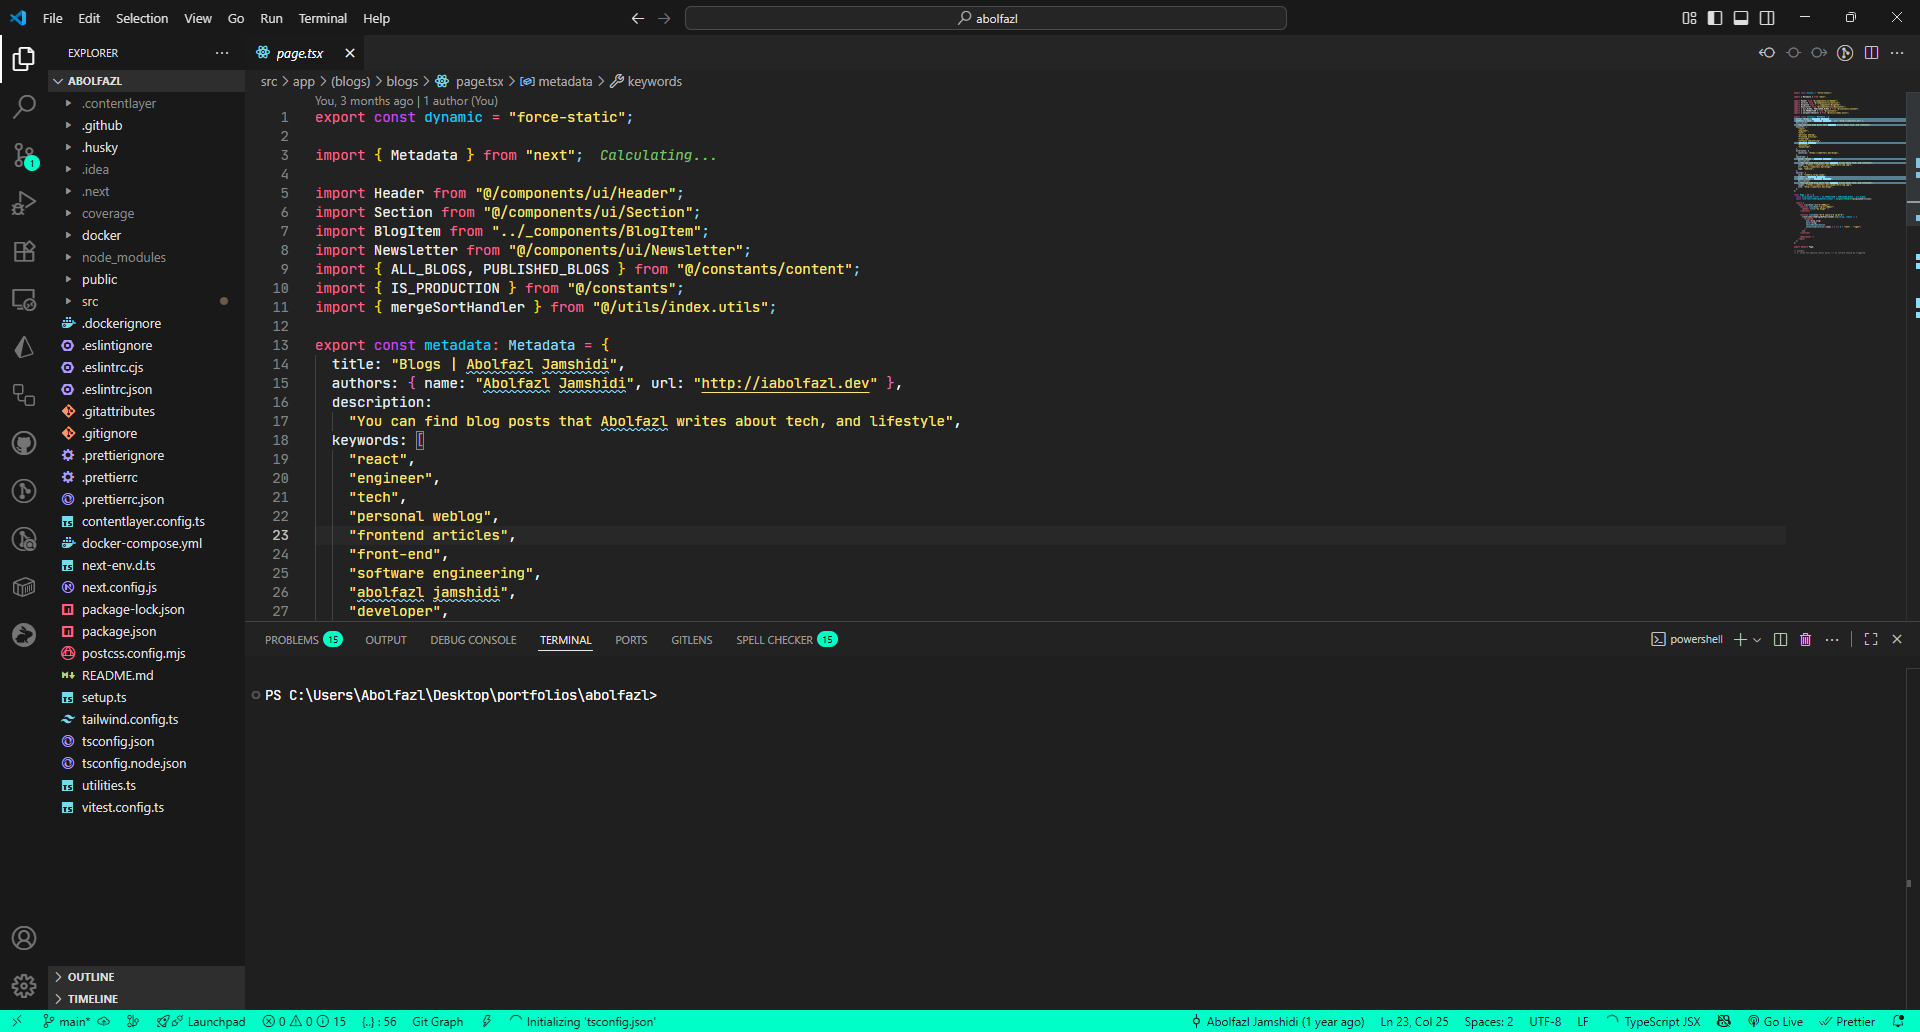 File Edit Selection View Go Run Terminal Help
abolfazl
EXPLORER
ABOLFAZL
.contentlayer
.github
.husky
.idea
.next
coverage
docker
node_modules
public
src
.dockerignore
.eslintignore
.eslintrc.cjs
.eslintrc.json
.gitattributes
.gitignore
.prettierignore
.prettierrc
.prettierrc.json
contentlayer.config.ts
docker-compose.yml
next-env.d.ts
next.config.js
package-lock.json
package.json
postcss.config.mjs
README.md
setup.ts
tailwind.config.ts
tsconfig.json
tsconfig.node.json
utilities.ts
vitest.config.ts
OUTLINE
TIMELINE
1
page.tsx
src > app > (blogs) > blogs > page.tsx > metadata > keywords
You, 3 months ago | 1 author (You)
1 export const dynamic = "force-static";
2
3 import { Metadata } from "next"; Calculating...
4
5 import Header from "@/components/ui/Header";
6 import Section from "@/components/ui/Section";
7 import BlogItem from "../_components/BlogItem";
8 import Newsletter from "@/components/ui/Newsletter";
9 import { ALL_BLOGS, PUBLISHED_BLOGS } from "@/constants/content";
10 import { IS_PRODUCTION } from "@/constants";
11 import { mergeSortHandler } from "@/utils/index.utils";
12
13 export const metadata: Metadata = {
14 title: "Blogs | Abolfazl Jamshidi",
15 authors: { name: "Abolfazl Jamshidi", url: "http://iabolfazl.dev" },
16 description:
17 "You can find blog posts that Abolfazl writes about tech, and lifestyle",
18 keywords: [
19 "react",
20 "engineer",
21 "tech",
22 "personal weblog",
23 "frontend articles",
24 "front-end",
25 "software engineering",
26 "abolfazl jamshidi",
27 "developer",
PROBLEMS 15 OUTPUT DEBUG CONSOLE TERMINAL PORTS GITLENS SPELL CHECKER 15
powershell
PS C:\Users\Abolfazl\Desktop\portfolios\abolfazl>
main* Launchpad 0 0 15 {..} : 56 Git Graph Initializing 'tsconfig.json' Abolfazl Jamshidi (1 year ago) Ln 23, Col 25 Spaces: 2 UTF-8 LF TypeScript JSX Go Live Prettier